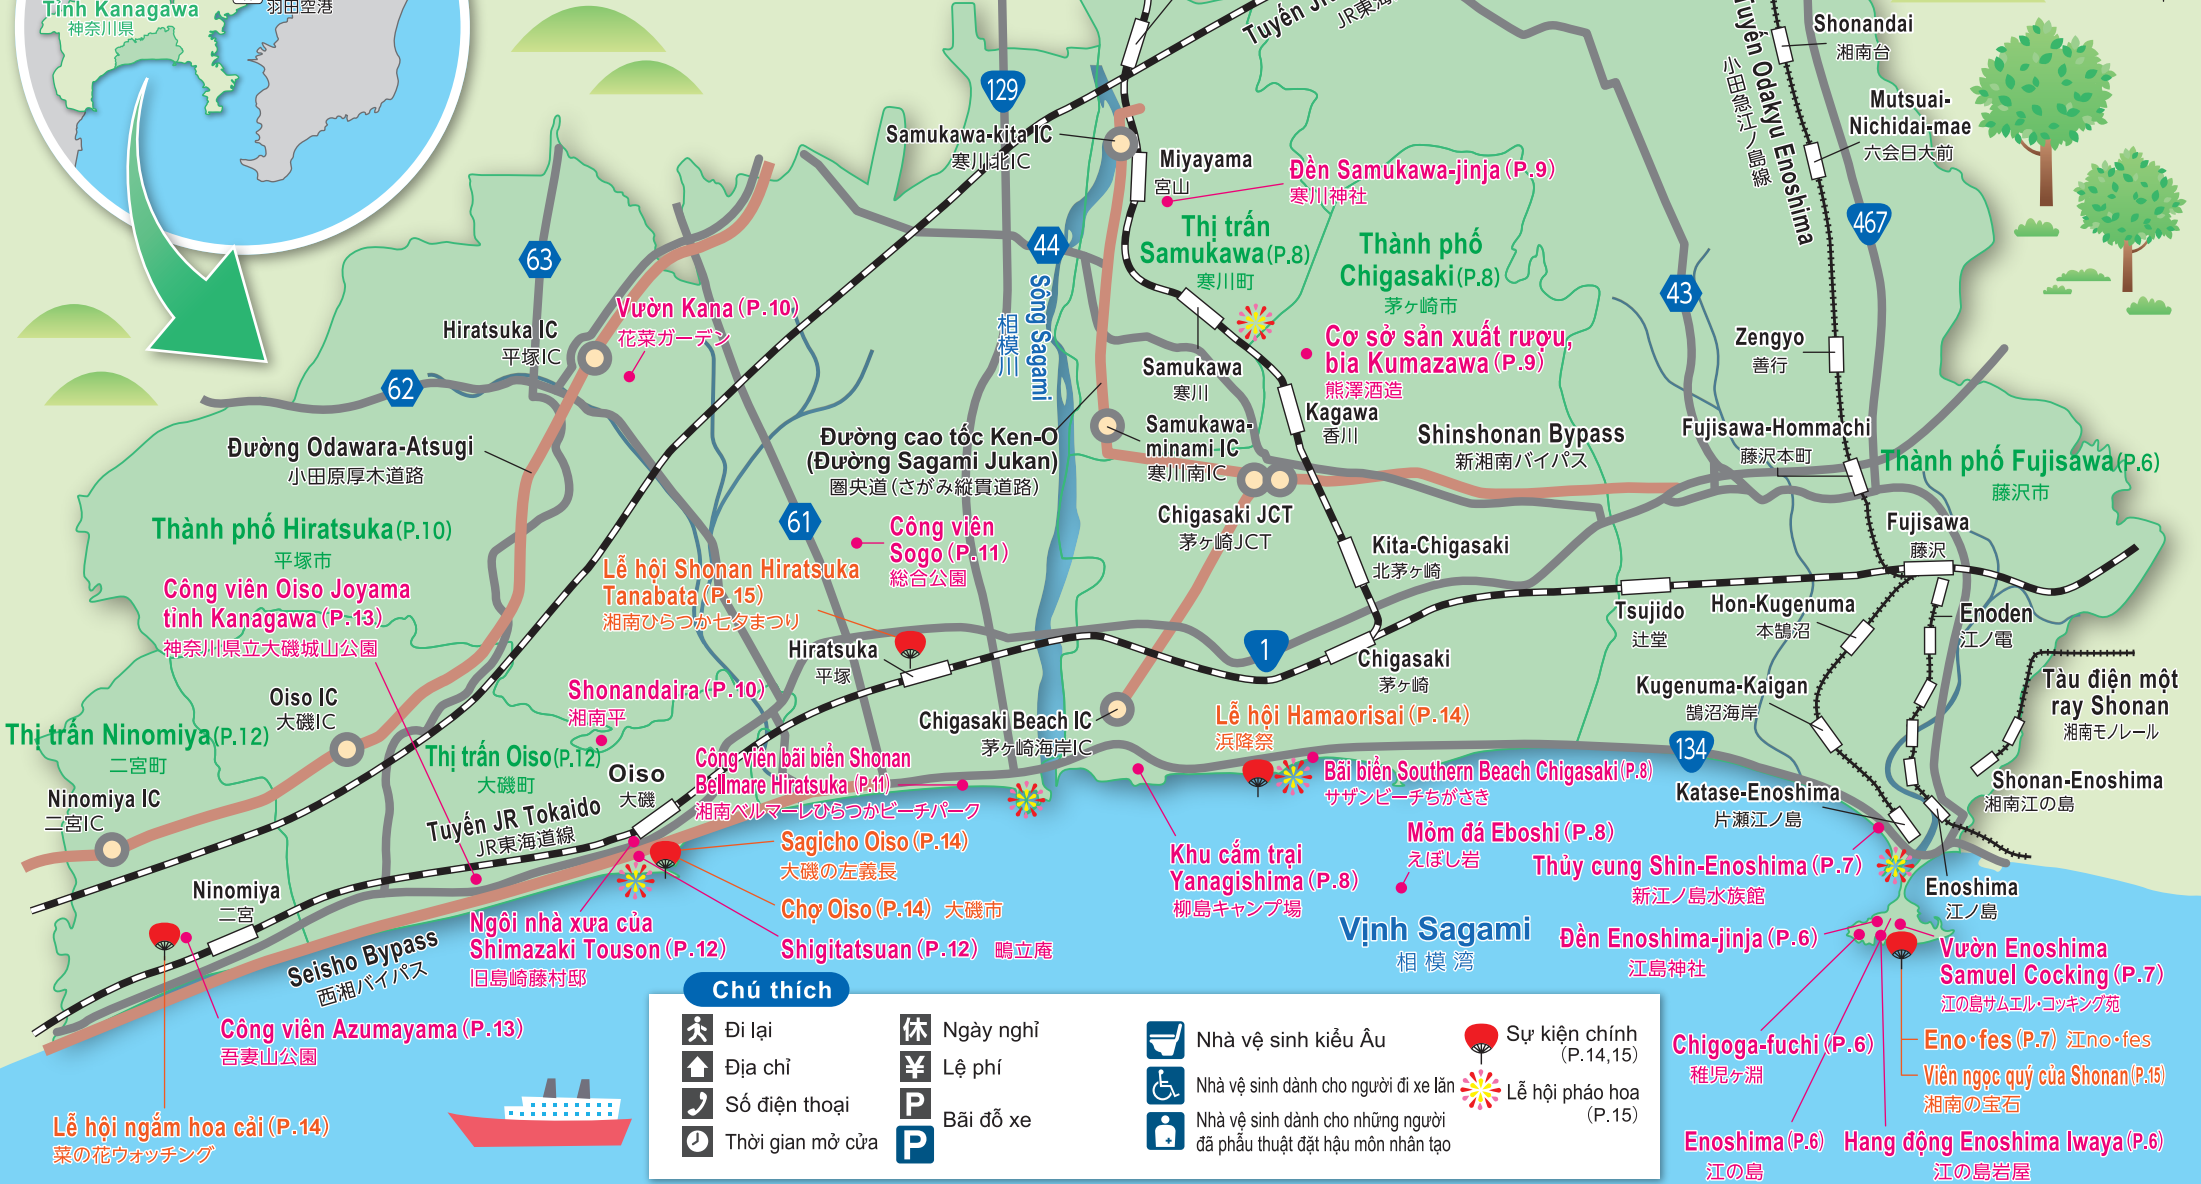 Tỉnh Kanagawa
神奈川県
羽田空港
Tuyến JR
JR東海
129
Samukawa-kita IC
寒川北IC
Miyayama
宮山
Đền Samukawa-jinja (P.9)
寒川神社
Thị trấn
Samukawa (P.8)
寒川町
Thành phố
Chigasaki (P.8)
茅ヶ崎市
Cơ sở sản xuất rượu,
bia Kumazawa (P.9)
熊澤酒造
Shonandai
湘南台
Mutsuai-
Nichidai-mae
六会日大前
Tuyến Odakyu Enoshima
小田急江ノ島線
467
43
44
63
62
61
Sông Sagami
相模川
Hiratsuka IC
平塚IC
Vườn Kana (P.10)
花菜ガーデン
Samukawa
寒川
Zengyo
善行
Kagawa
香川
Samukawa-
minami IC
寒川南IC
Shinshonan Bypass
新湘南バイパス
Fujisawa-Hommachi
藤沢本町
Thành phố Fujisawa (P.6)
藤沢市
Đường Odawara-Atsugi
小田原厚木道路
Đường cao tốc Ken-O
(Đường Sagami Jukan)
圏央道(さがみ縦貫道路)
Thành phố Hiratsuka (P.10)
平塚市
Công viên
Sogo (P.11)
総合公園
Chigasaki JCT
茅ヶ崎JCT
Kita-Chigasaki
北茅ヶ崎
Fujisawa
藤沢
Công viên Oiso Joyama
tỉnh Kanagawa (P.13)
神奈川県立大磯城山公園
Lễ hội Shonan Hiratsuka
Tanabata (P.15)
湘南ひらつか七夕まつり
Hiratsuka
平塚
1
Chigasaki
茅ヶ崎
Tsujido
辻堂
Hon-Kugenuma
本鵠沼
Enoden
江ノ電
Kugenuma-Kaigan
鵠沼海岸
Tàu điện một
ray Shonan
湘南モノレール
Oiso IC
大磯IC
Shonandaira (P.10)
湘南平
Chigasaki Beach IC
茅ヶ崎海岸IC
Lễ hội Hamaorisai (P.14)
浜降祭
134
Thị trấn Ninomiya (P.12)
二宮町
Thị trấn Oiso (P.12)
大磯町
Oiso
大磯
Công viên bãi biển Shonan
Bellmare Hiratsuka (P.11)
湘南ベルマーレひらつかビーチパーク
Bãi biển Southern Beach Chigasaki (P.8)
サザンビーチちがさき
Katase-Enoshima
片瀬江ノ島
Shonan-Enoshima
湘南江の島
Ninomiya IC
二宮IC
Tuyến JR Tokaido
JR東海道線
Sagicho Oiso (P.14)
大磯の左義長
Chợ Oiso (P.14) 大磯市
Khu cắm trại
Yanagishima (P.8)
柳島キャンプ場
Mỏm đá Eboshi (P.8)
えぼし岩
Thủy cung Shin-Enoshima (P.7)
新江ノ島水族館
Enoshima
江ノ島
Ninomiya
二宮
Seisho Bypass
西湘バイパス
Ngôi nhà xưa của
Shimazaki Touson (P.12)
旧島崎藤村邸
Shigitatsuan (P.12) 鴫立庵
Vịnh Sagami
相模湾
Đền Enoshima-jinja (P.6)
江島神社
Vườn Enoshima
Samuel Cocking (P.7)
江の島サムエル・コッキング苑
Công viên Azumayama (P.13)
吾妻山公園
Lễ hội ngắm hoa cải (P.14)
菜の花ウォッチング
Chigoga-fuchi (P.6)
稚児ヶ淵
Eno・fes (P.7) 江no・fes
Viên ngọc quý của Shonan (P.15)
湘南の宝石
Enoshima (P.6)
江の島
Hang động Enoshima Iwaya (P.6)
江の島岩屋
Chú thích
Đi lại
Địa chỉ
Số điện thoại
Thời gian mở cửa
休 Ngày nghỉ
¥ Lệ phí
P
P
Bãi đỗ xe
Nhà vệ sinh kiểu Âu
Nhà vệ sinh dành cho người đi xe lăn
Nhà vệ sinh dành cho những người
đã phẫu thuật đặt hậu môn nhân tạo
Sự kiện chính
(P.14,15)
Lễ hội pháo hoa
(P.15)